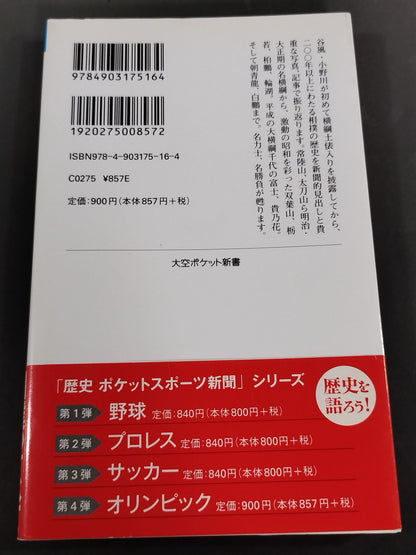 谷風・小野川が初めて横綱土俵入りを披露してから、
二〇〇年以上にわたる相撲の歴史を新聞的見出しと貴
重な写真、記事で振り返ります。常陸山、太刀山ら明治・
大正期の名横綱から、激動の昭和を彩った双葉山、栃
若、柏鵬、輪湖。平成の大横綱千代の富士、貴乃花。
そして朝青龍、白鵬まで。名力士、名勝負が甦ります。
9784903175164
1920275008572
ISBN978-4-903175-16-4
C0275 ¥857E
定価：900円（本体857円＋税）
大空ポケット新書
「歴史 ポケットスポーツ新聞」シリーズ
歴史を
語ろう！
第1弾 野球 定価：840円（本体800円＋税）
第2弾 プロレス 定価：840円（本体800円＋税）
第3弾 サッカー 定価：840円（本体800円＋税）
第4弾 オリンピック 定価：900円（本体857円＋税）